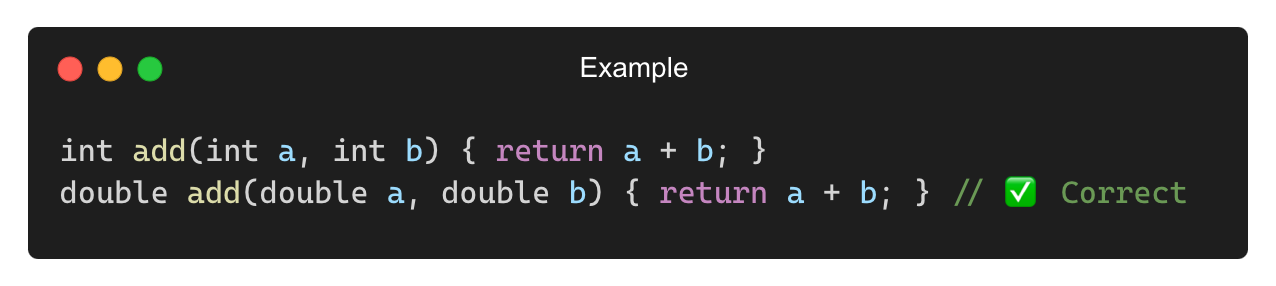 Example
int add(int a, int b) { return a + b; }
double add(double a, double b) { return a + b; } // ✅ Correct